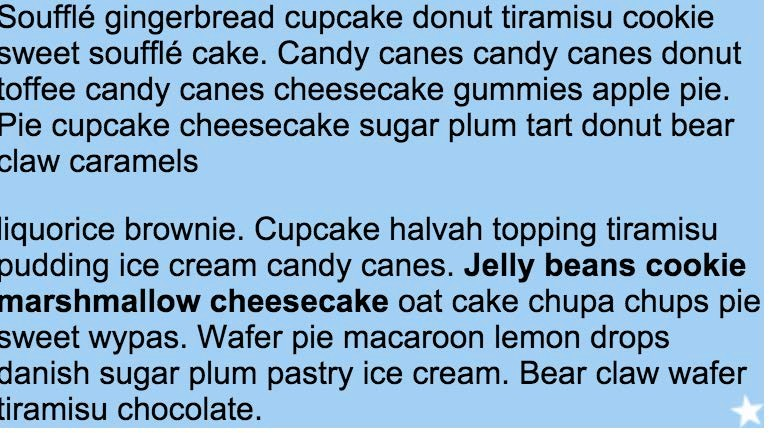 Soufflé gingerbread cupcake donut tiramisu cookie
sweet soufflé cake. Candy canes candy canes donut
toffee candy canes cheesecake gummies apple pie.
Pie cupcake cheesecake sugar plum tart donut bear
claw caramels
liquorice brownie. Cupcake halvah topping tiramisu
pudding ice cream candy canes. Jelly beans cookie
marshmallow cheesecake oat cake chupa chups pie
sweet wypas. Wafer pie macaroon lemon drops
danish sugar plum pastry ice cream. Bear claw wafer
tiramisu chocolate.